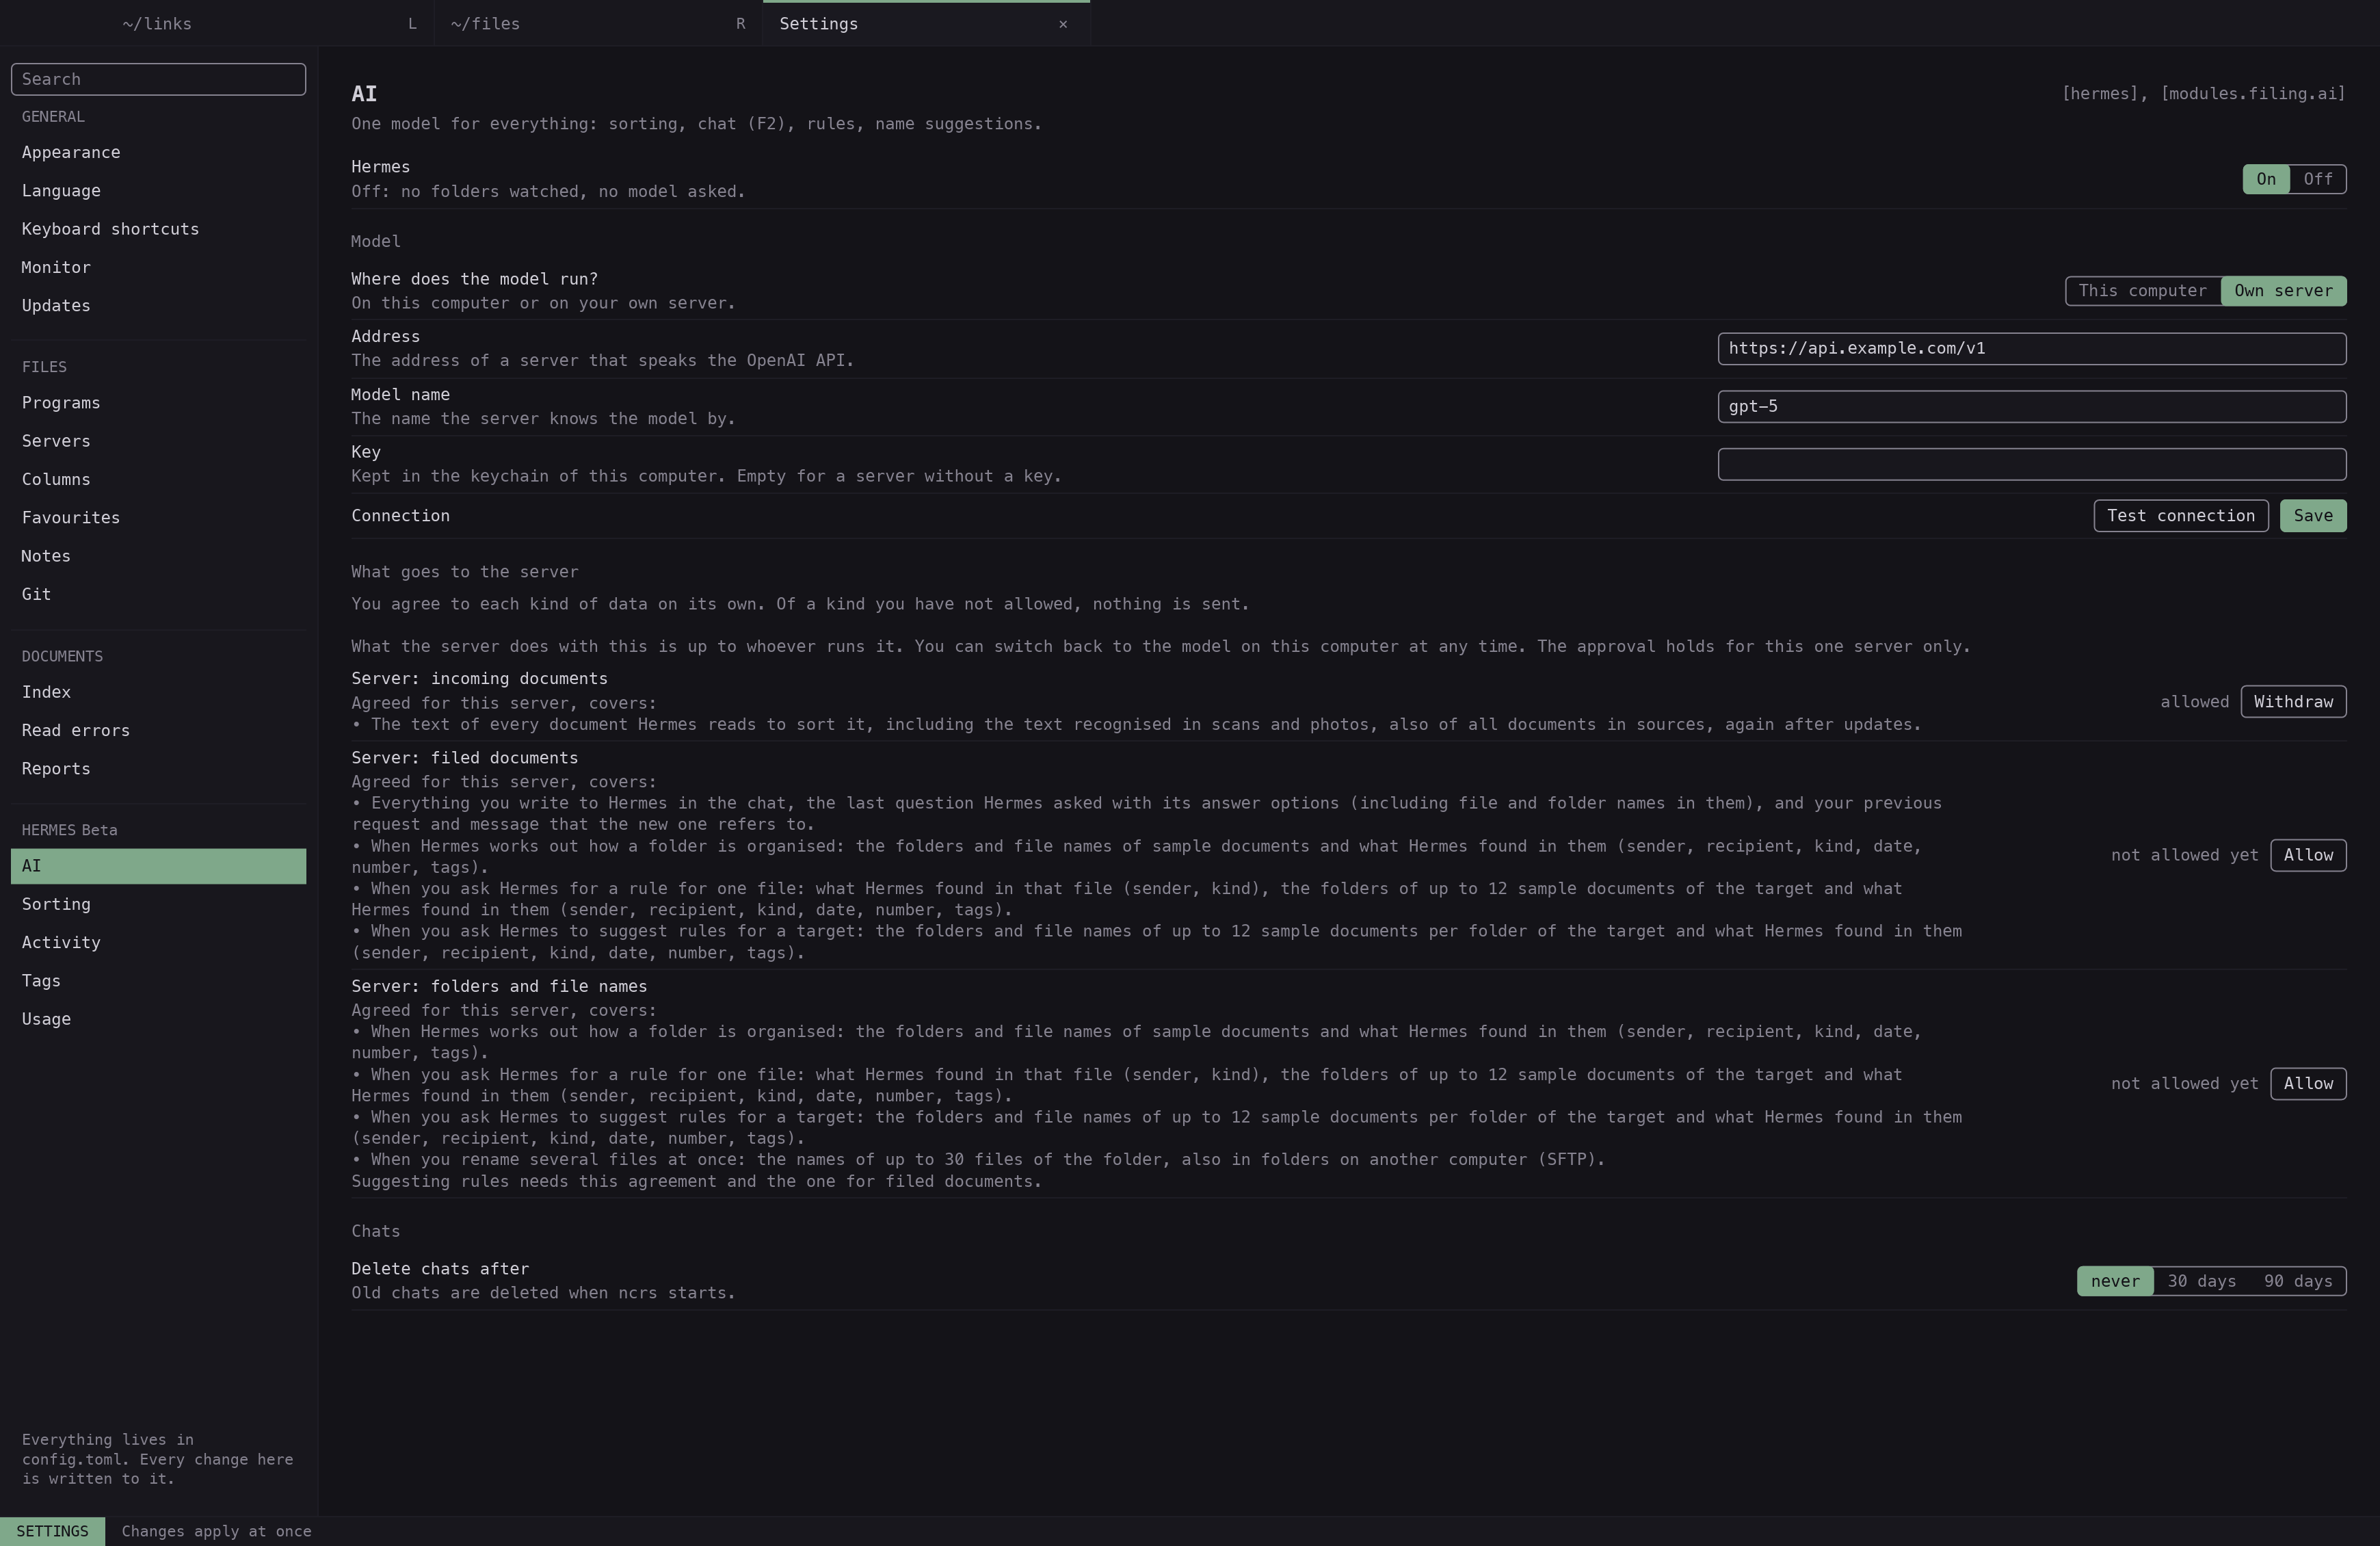 ~/links L ~/files R Settings ×
Search
GENERAL
Appearance
Language
Keyboard shortcuts
Monitor
Updates
FILES
Programs
Servers
Columns
Favourites
Notes
Git
DOCUMENTS
Index
Read errors
Reports
HERMES Beta
AI
Sorting
Activity
Tags
Usage
Everything lives in
config.toml. Every change here
is written to it.
AI [hermes], [modules.filing.ai]
One model for everything: sorting, chat (F2), rules, name suggestions.
Hermes
Off: no folders watched, no model asked.
On Off
Model
Where does the model run?
On this computer or on your own server.
This computer Own server
Address
The address of a server that speaks the OpenAI API.
https://api.example.com/v1
Model name
The name the server knows the model by.
gpt-5
Key
Kept in the keychain of this computer. Empty for a server without a key.
Connection Test connection Save
What goes to the server
You agree to each kind of data on its own. Of a kind you have not allowed, nothing is sent.
What the server does with this is up to whoever runs it. You can switch back to the model on this computer at any time. The approval holds for this one server only.
Server: incoming documents
Agreed for this server, covers:
• The text of every document Hermes reads to sort it, including the text recognised in scans and photos, also of all documents in sources, again after updates.
allowed Withdraw
Server: filed documents
Agreed for this server, covers:
• Everything you write to Hermes in the chat, the last question Hermes asked with its answer options (including file and folder names in them), and your previous
request and message that the new one refers to.
• When Hermes works out how a folder is organised: the folders and file names of sample documents and what Hermes found in them (sender, recipient, kind, date,
number, tags).
• When you ask Hermes for a rule for one file: what Hermes found in that file (sender, kind), the folders of up to 12 sample documents of the target and what
Hermes found in them (sender, recipient, kind, date, number, tags).
• When you ask Hermes to suggest rules for a target: the folders and file names of up to 12 sample documents per folder of the target and what Hermes found in them
(sender, recipient, kind, date, number, tags).
not allowed yet Allow
Server: folders and file names
Agreed for this server, covers:
• When Hermes works out how a folder is organised: the folders and file names of sample documents and what Hermes found in them (sender, recipient, kind, date,
number, tags).
• When you ask Hermes for a rule for one file: what Hermes found in that file (sender, kind), the folders of up to 12 sample documents of the target and what
Hermes found in them (sender, recipient, kind, date, number, tags).
• When you ask Hermes to suggest rules for a target: the folders and file names of up to 12 sample documents per folder of the target and what Hermes found in them
(sender, recipient, kind, date, number, tags).
• When you rename several files at once: the names of up to 30 files of the folder, also in folders on another computer (SFTP).
Suggesting rules needs this agreement and the one for filed documents.
not allowed yet Allow
Chats
Delete chats after
Old chats are deleted when ncrs starts.
never 30 days 90 days
SETTINGS Changes apply at once